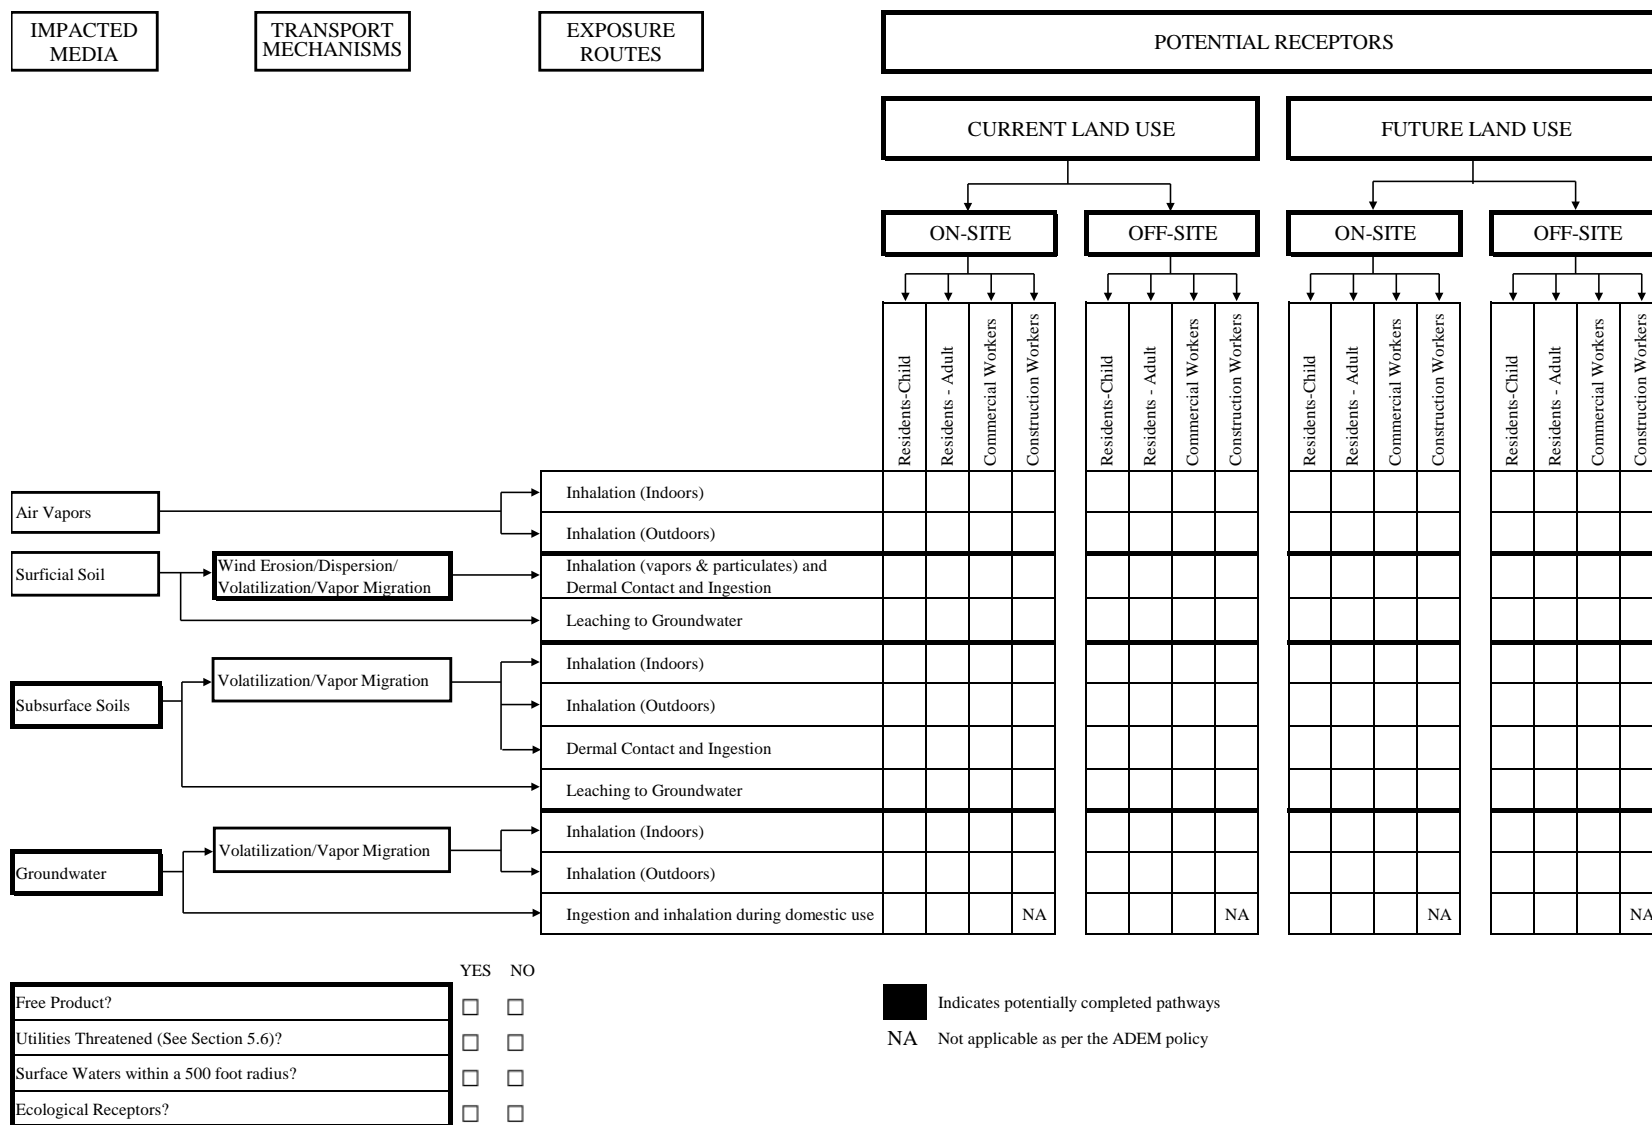 IMPACTED
MEDIA
TRANSPORT
MECHANISMS
EXPOSURE
ROUTES
POTENTIAL RECEPTORS
CURRENT LAND USE
FUTURE LAND USE
ON-SITE
OFF-SITE
ON-SITE
OFF-SITE
Residents-Child
Residents - Adult
Commercial Workers
Construction Workers
Residents-Child
Residents - Adult
Commercial Workers
Construction Workers
Residents-Child
Residents - Adult
Commercial Workers
Construction Workers
Residents-Child
Residents - Adult
Commercial Workers
Construction Workers
Air Vapors
Inhalation (Indoors)
Inhalation (Outdoors)
Surficial Soil
Wind Erosion/Dispersion/
Volatilization/Vapor Migration
Inhalation (vapors & particulates) and
Dermal Contact and Ingestion
Leaching to Groundwater
Subsurface Soils
Volatilization/Vapor Migration
Inhalation (Indoors)
Inhalation (Outdoors)
Dermal Contact and Ingestion
Leaching to Groundwater
Groundwater
Volatilization/Vapor Migration
Inhalation (Indoors)
Inhalation (Outdoors)
Ingestion and inhalation during domestic use
NA
NA
NA
NA
YES NO
Free Product?
Utilities Threatened (See Section 5.6)?
Surface Waters within a 500 foot radius?
Ecological Receptors?
Indicates potentially completed pathways
NA Not applicable as per the ADEM policy